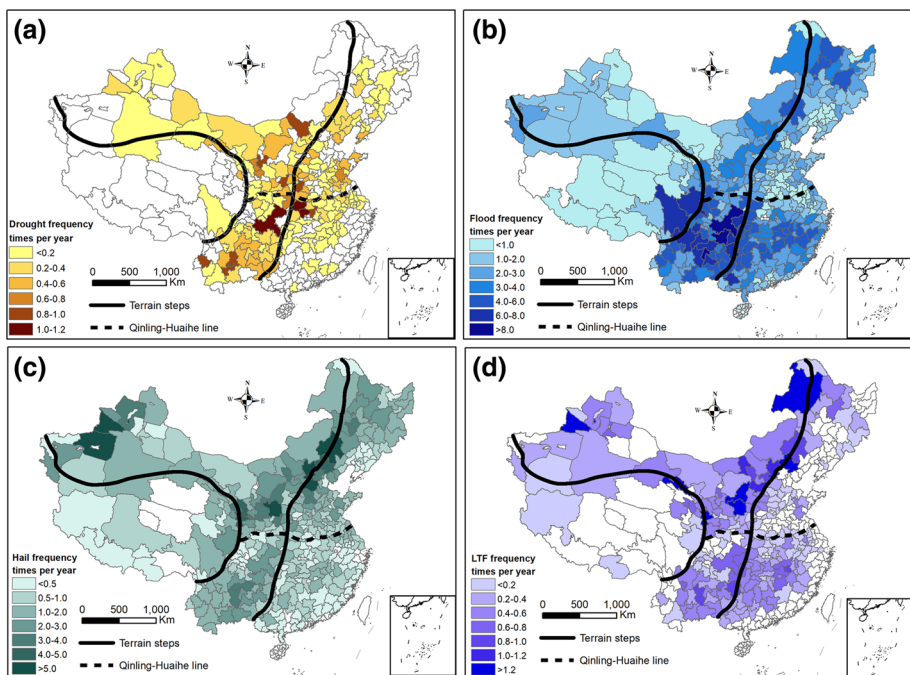 (a)
N
W E
S
Drought frequency
times per year
<0.2
0.2-0.4
0.4-0.6
0.6-0.8
0.8-1.0
1.0-1.2
0 500 1,000
Km
Terrain steps
Qinling-Huaihe line
(b)
N
W E
S
Flood frequency
times per year
<1.0
1.0-2.0
2.0-3.0
3.0-4.0
4.0-6.0
6.0-8.0
>8.0
0 500 1,000
Km
Terrain steps
Qinling-Huaihe line
(c)
N
W E
S
Hail frequency
times per year
<0.5
0.5-1.0
1.0-2.0
2.0-3.0
3.0-4.0
4.0-5.0
>5.0
0 500 1,000
Km
Terrain steps
Qinling-Huaihe line
(d)
N
W E
S
LTF frequency
times per year
<0.2
0.2-0.4
0.4-0.6
0.6-0.8
0.8-1.0
1.0-1.2
>1.2
0 500 1,000
Km
Terrain steps
Qinling-Huaihe line